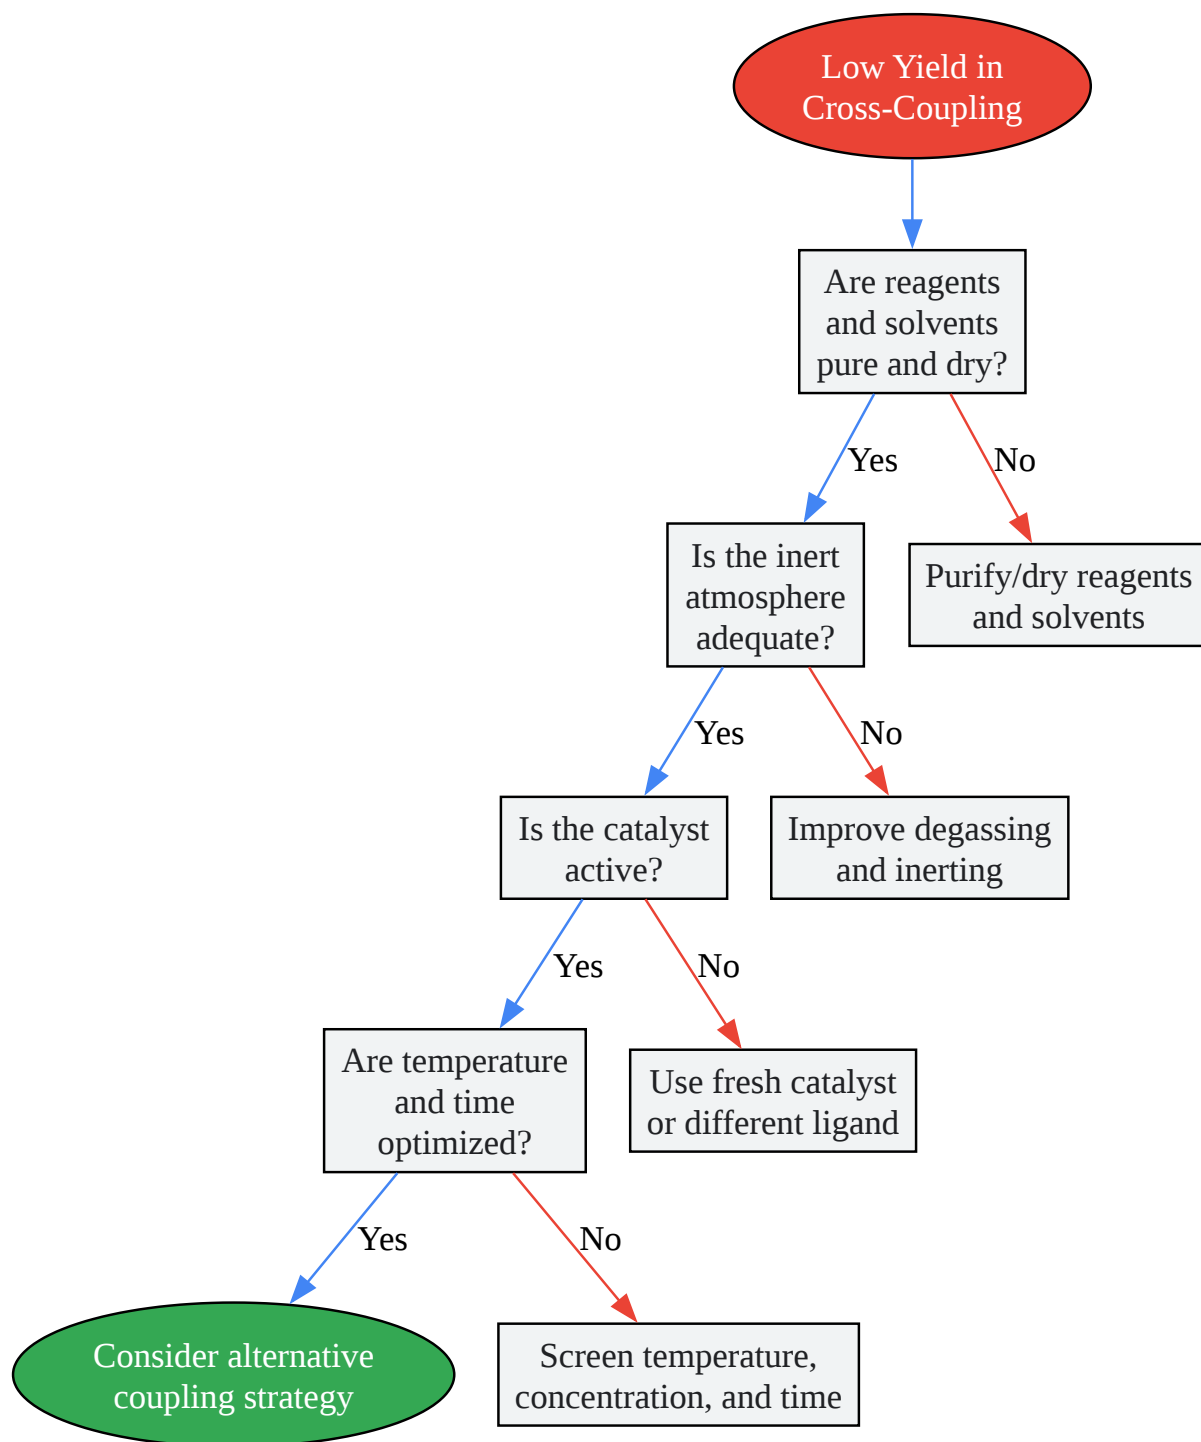 Low Yield in
Cross-Coupling
Are reagents
and solvents
pure and dry?
Yes
No
Is the inert
atmosphere
adequate?
Purify/dry reagents
and solvents
Yes
No
Is the catalyst
active?
Improve degassing
and inerting
Yes
No
Are temperature
and time
optimized?
Use fresh catalyst
or different ligand
Yes
No
Consider alternative
coupling strategy
Screen temperature,
concentration, and time